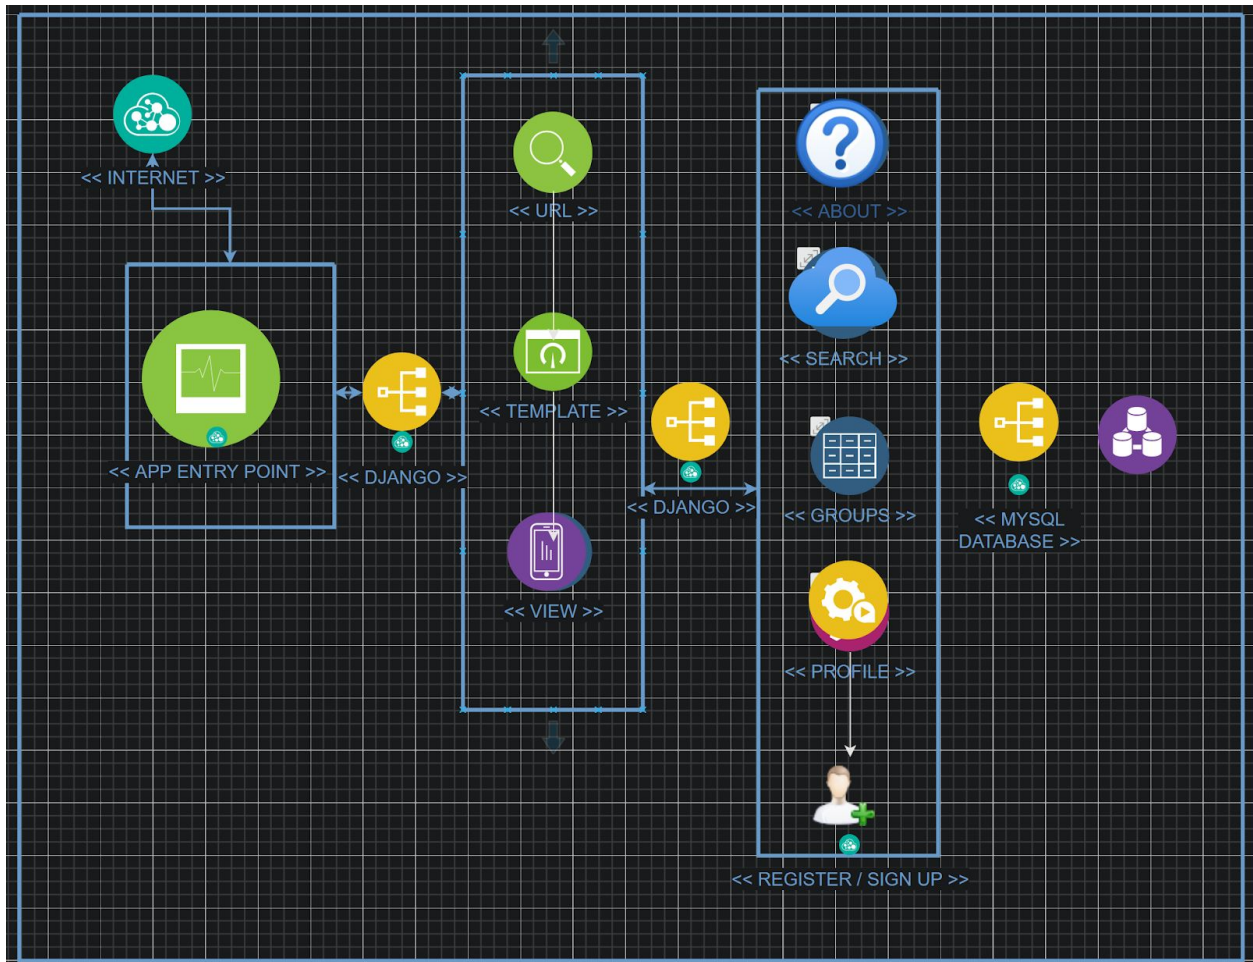 << INTERNET >>
<< APP ENTRY POINT >>
<< DJANGO >>
<< URL >>
<< TEMPLATE >>
<< VIEW >>
<< DJANGO >>
<< ABOUT >>
<< SEARCH >>
<< GROUPS >>
<< PROFILE >>
<< REGISTER / SIGN UP >>
<< MYSQL
DATABASE >>